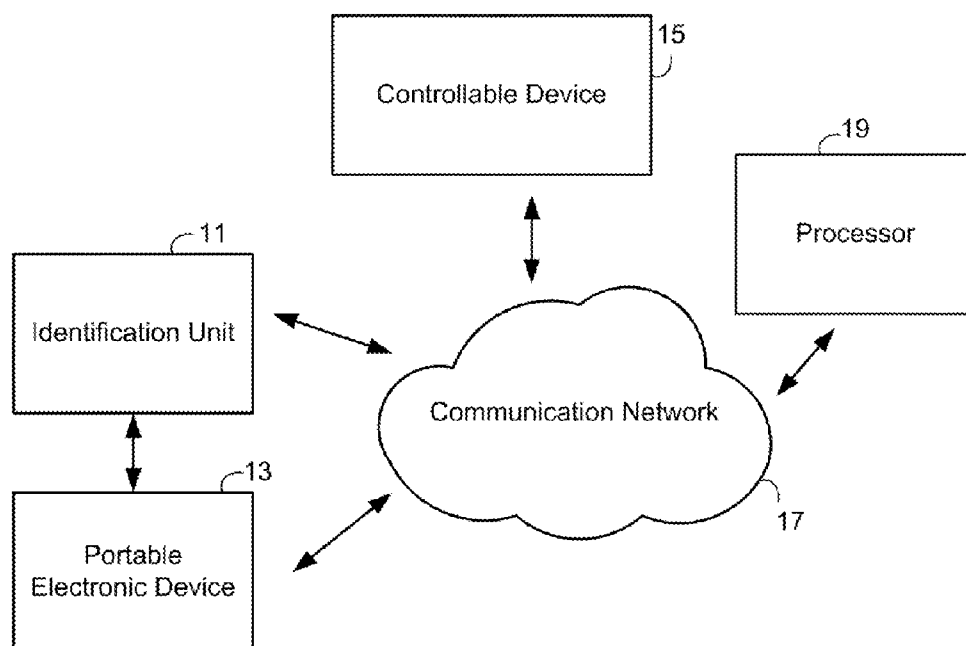 15
Controllable Device
19
Processor
11
Identification Unit
Communication Network
13
17
Portable
Electronic Device